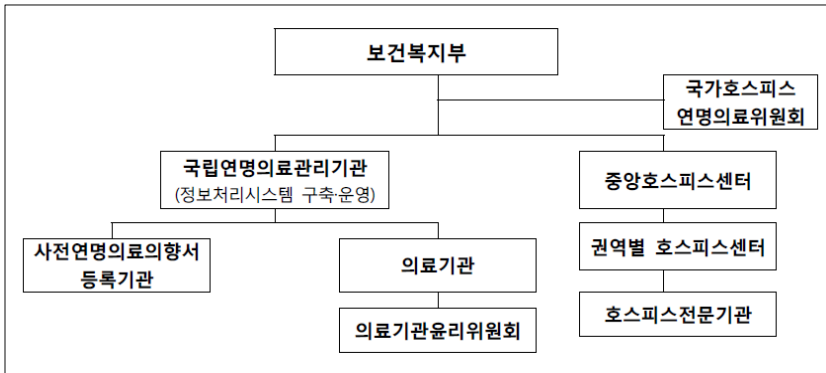 보건복지부
국가호스피스
연명의료위원회
국립연명의료관리기관
(정보처리시스템 구축·운영)
중앙호스피스센터
사전연명의료의향서
등록기관
의료기관
권역별 호스피스센터
의료기관윤리위원회
호스피스전문기관